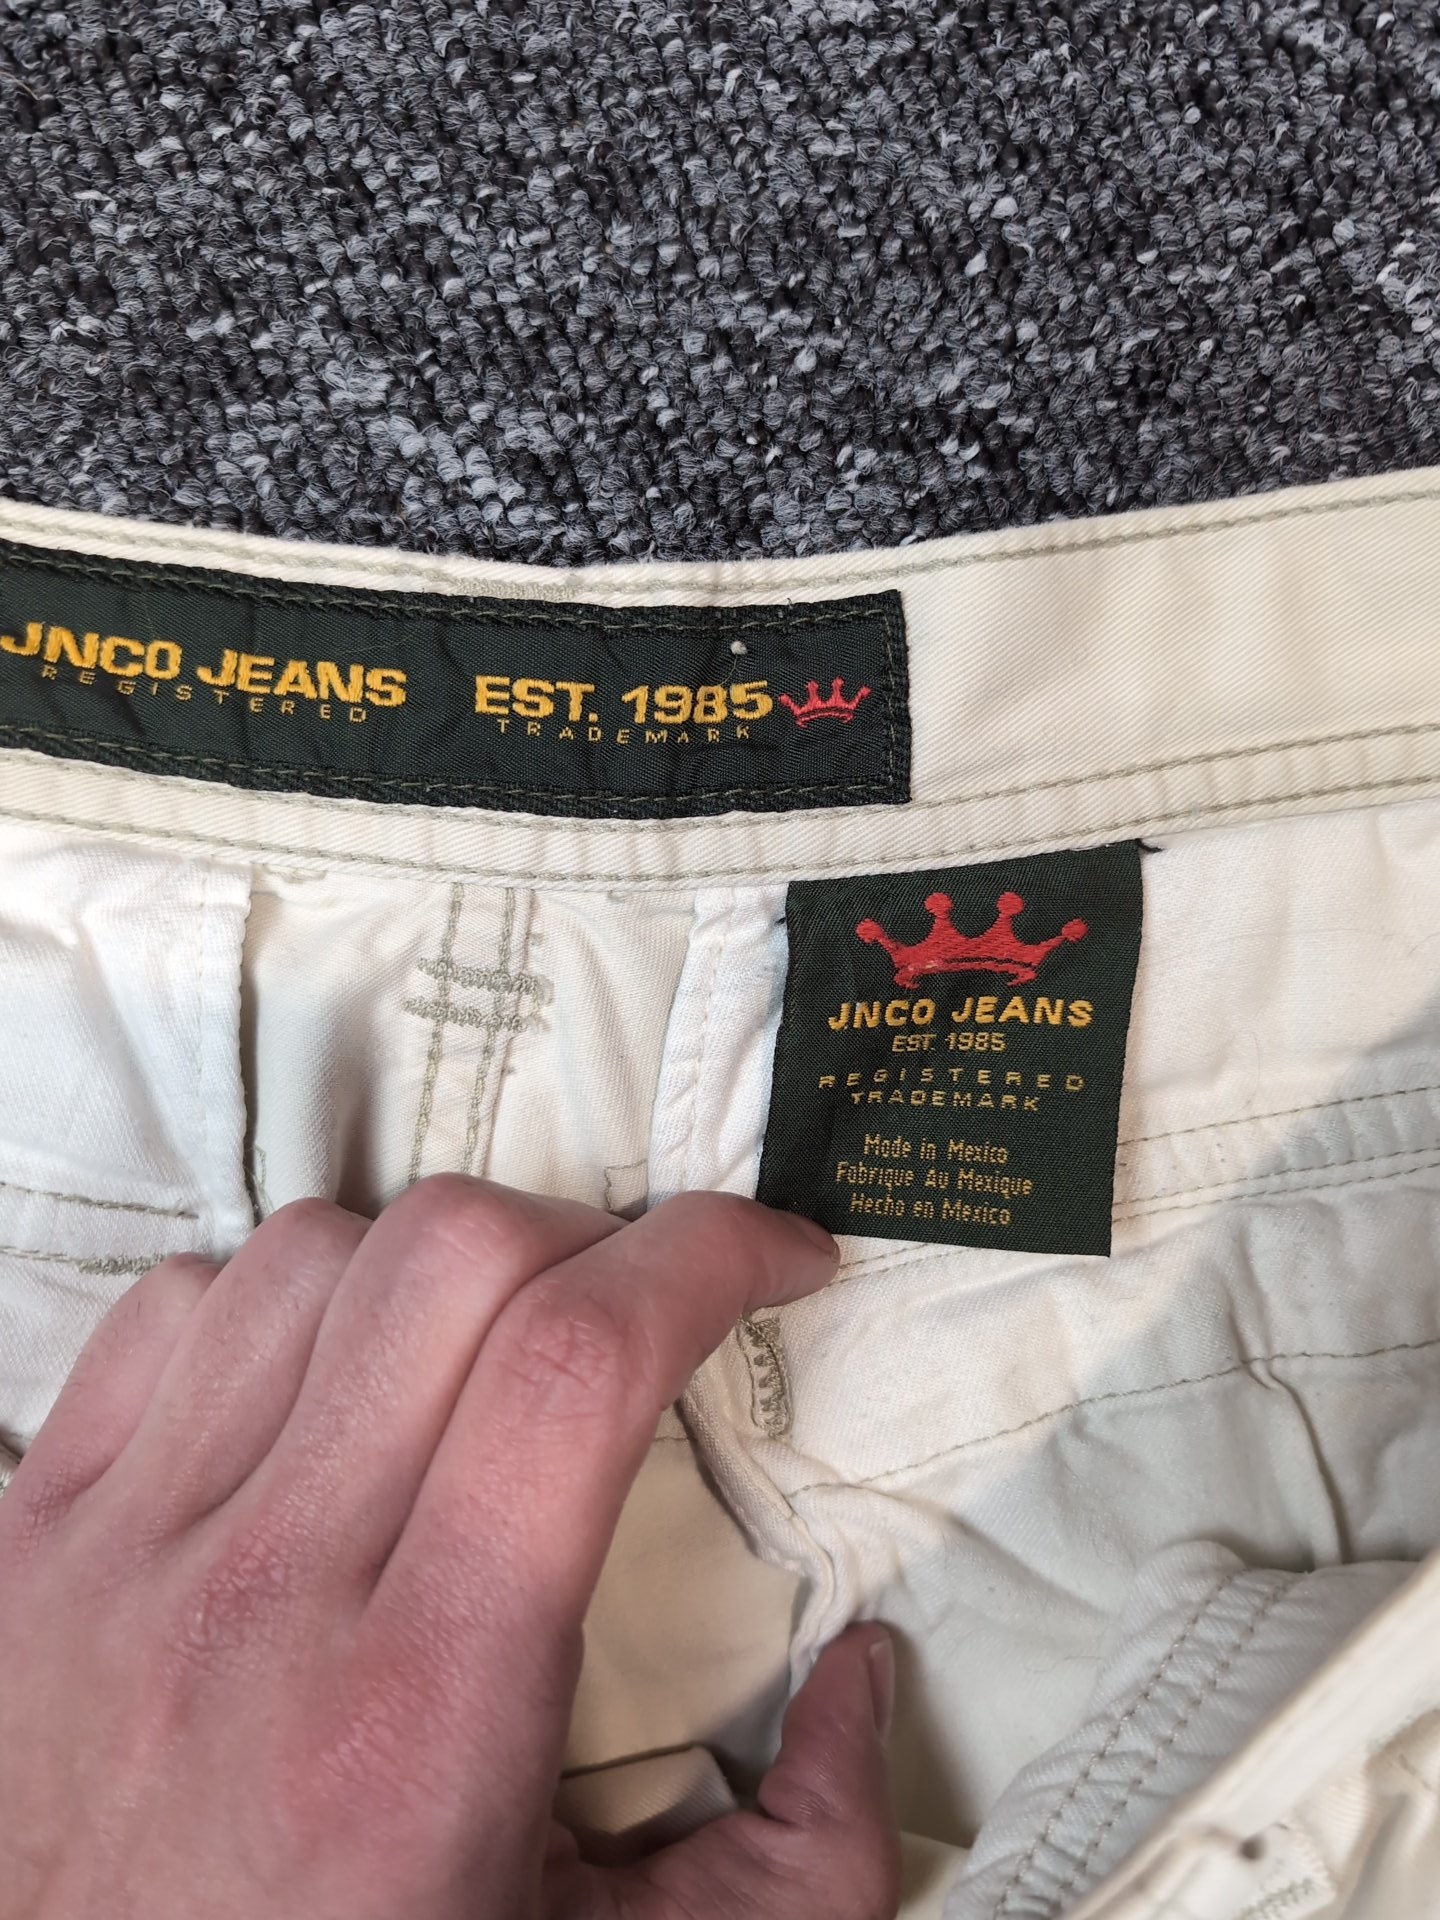 JNCO JEANS EST. 1985
REGISTERED TRADEMARK
JNCO JEANS
EST. 1985
REGISTERED
TRADEMARK
Made in Mexico
Fabrique Au Mexique
Hecho en Mexico